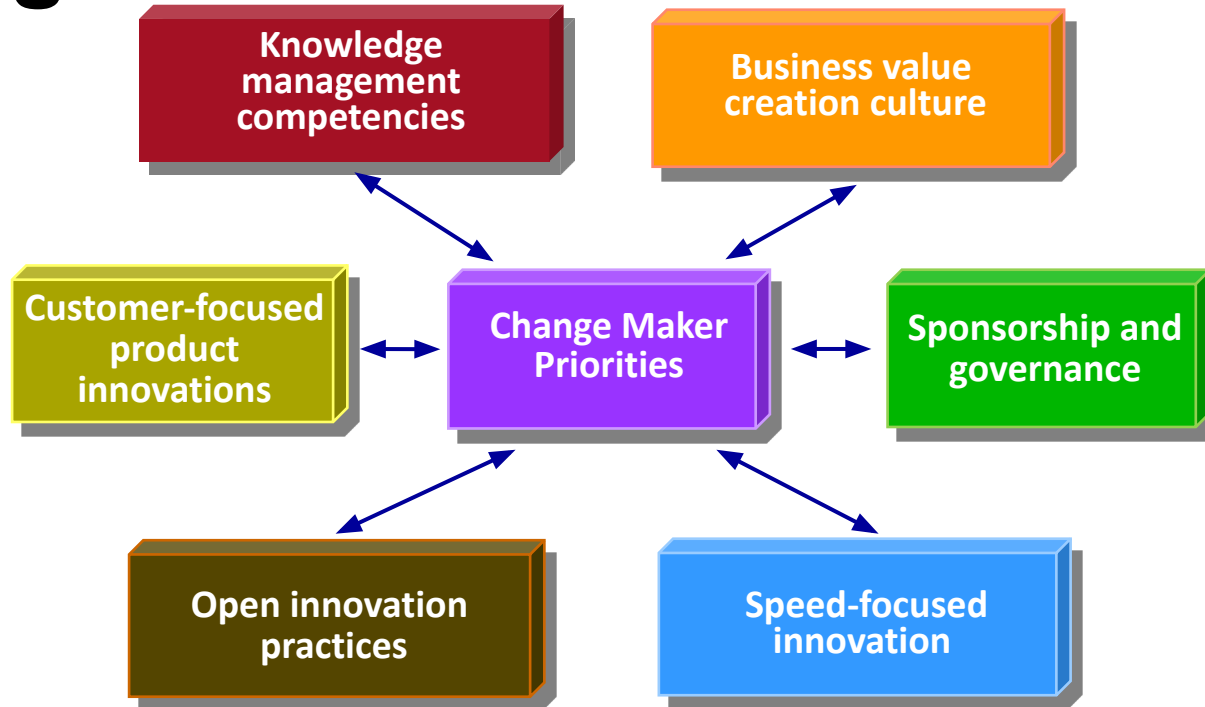 Knowledge
management
competencies
Business value
creation culture
Customer-focused
product
innovations
Change Maker
Priorities
Sponsorship and
governance
Open innovation
practices
Speed-focused
innovation